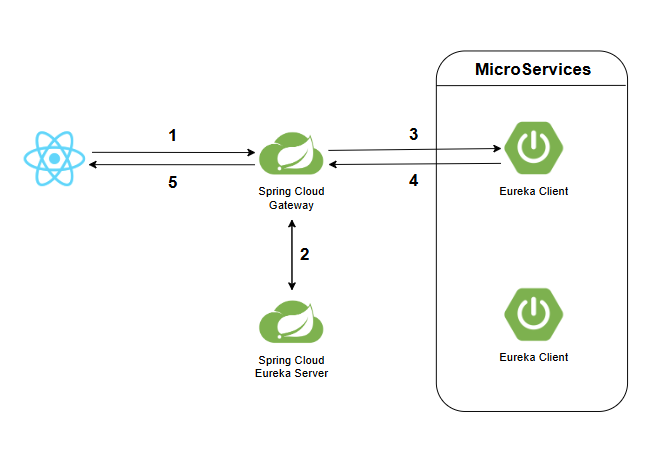 MicroServices
1
3
5
4
Spring Cloud
Gateway
Eureka Client
2
Spring Cloud
Eureka Server
Eureka Client